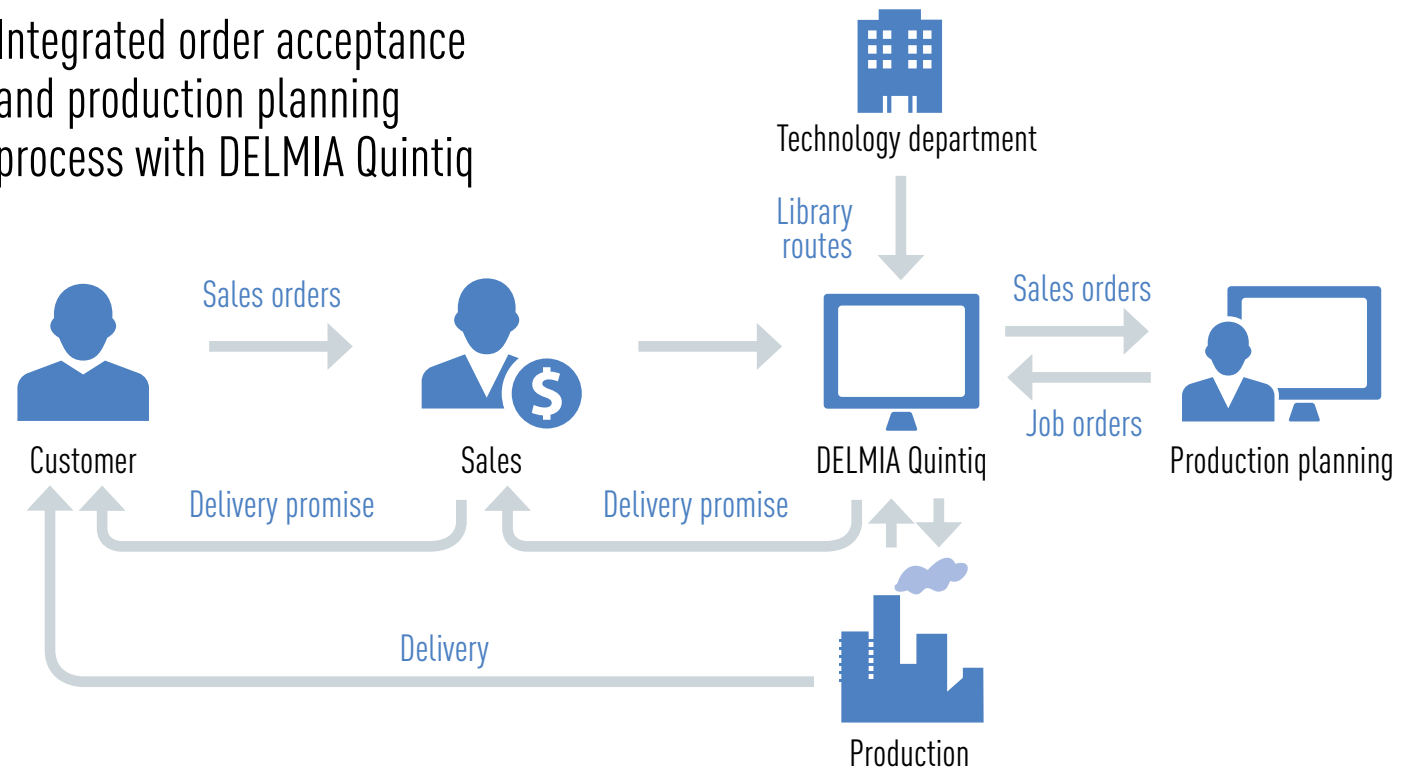 Integrated order acceptance
and production planning
process with DELMIA Quintiq
Technology department
Library
routes
Sales orders
Sales orders
Job orders
Customer
Sales
DELMIA Quintiq
Production planning
Delivery promise
Delivery promise
Delivery
Production